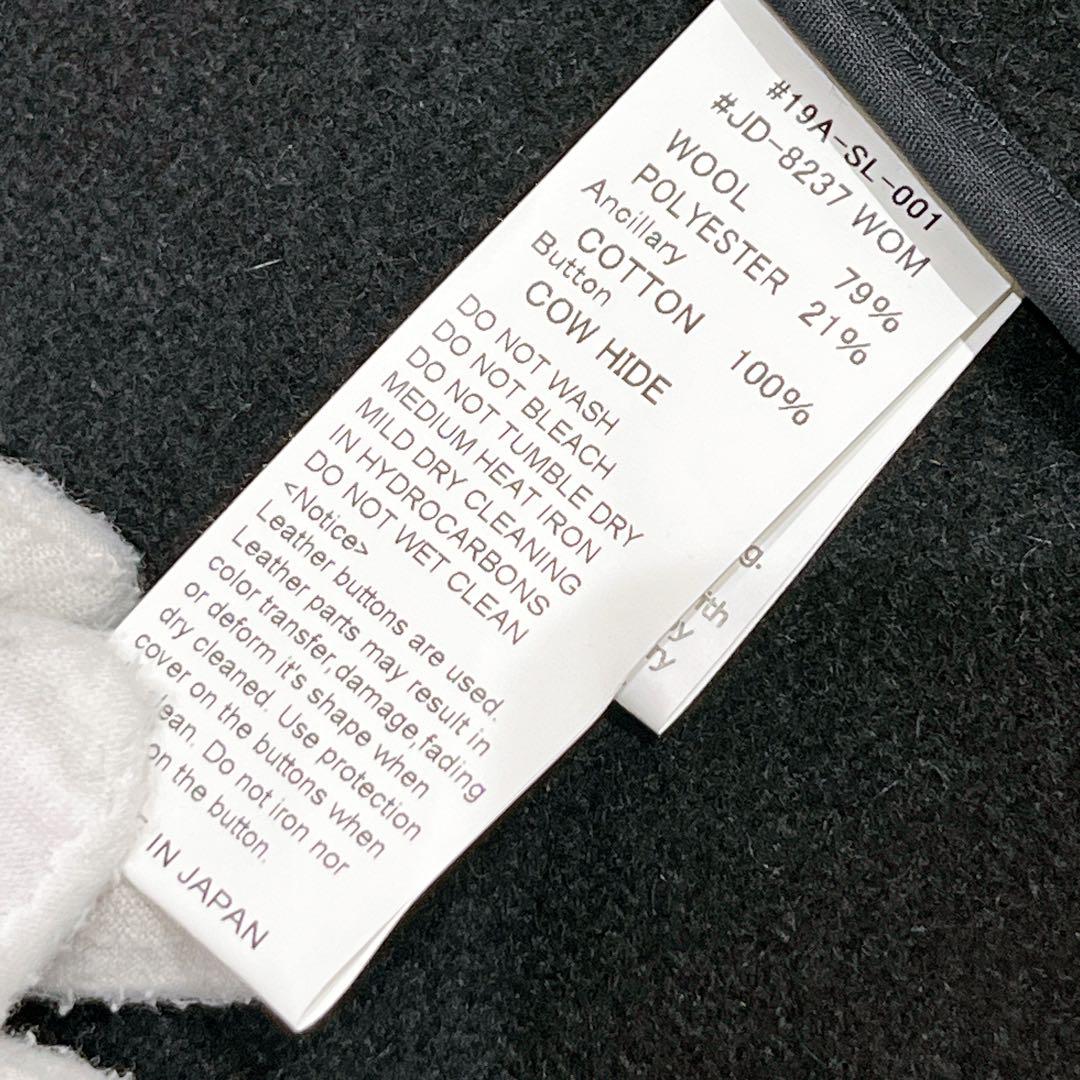 #19A-SL-001
#JD-8237 WOM
WOOL 79%
POLYESTER 21%
Ancillary
COTTON 100%
Button
COW HIDE
DO NOT WASH
DO NOT BLEACH
DO NOT TUMBLE DRY
MEDIUM HEAT IRON
MILD DRY CLEANING
IN HYDROCARBONS
DO NOT WET CLEAN
<Notice>
Leather buttons are used.
Leather parts may result in
color transfer,damage,fading
or deform it's shape when
dry cleaned. Use protection
cover on the buttons when
Do not iron nor
on the button.
IN JAPAN